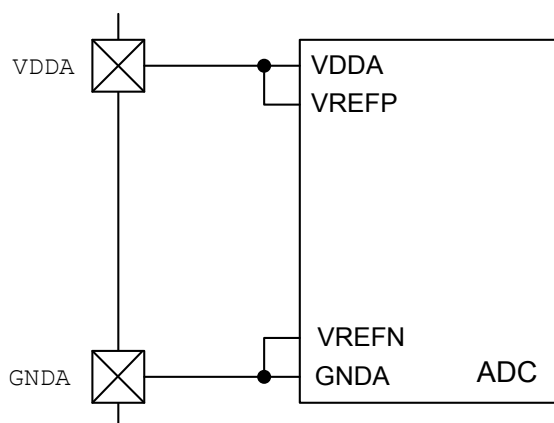 VDDA
VDDA
VREFP
VREFN
GNDA
GNDA
ADC